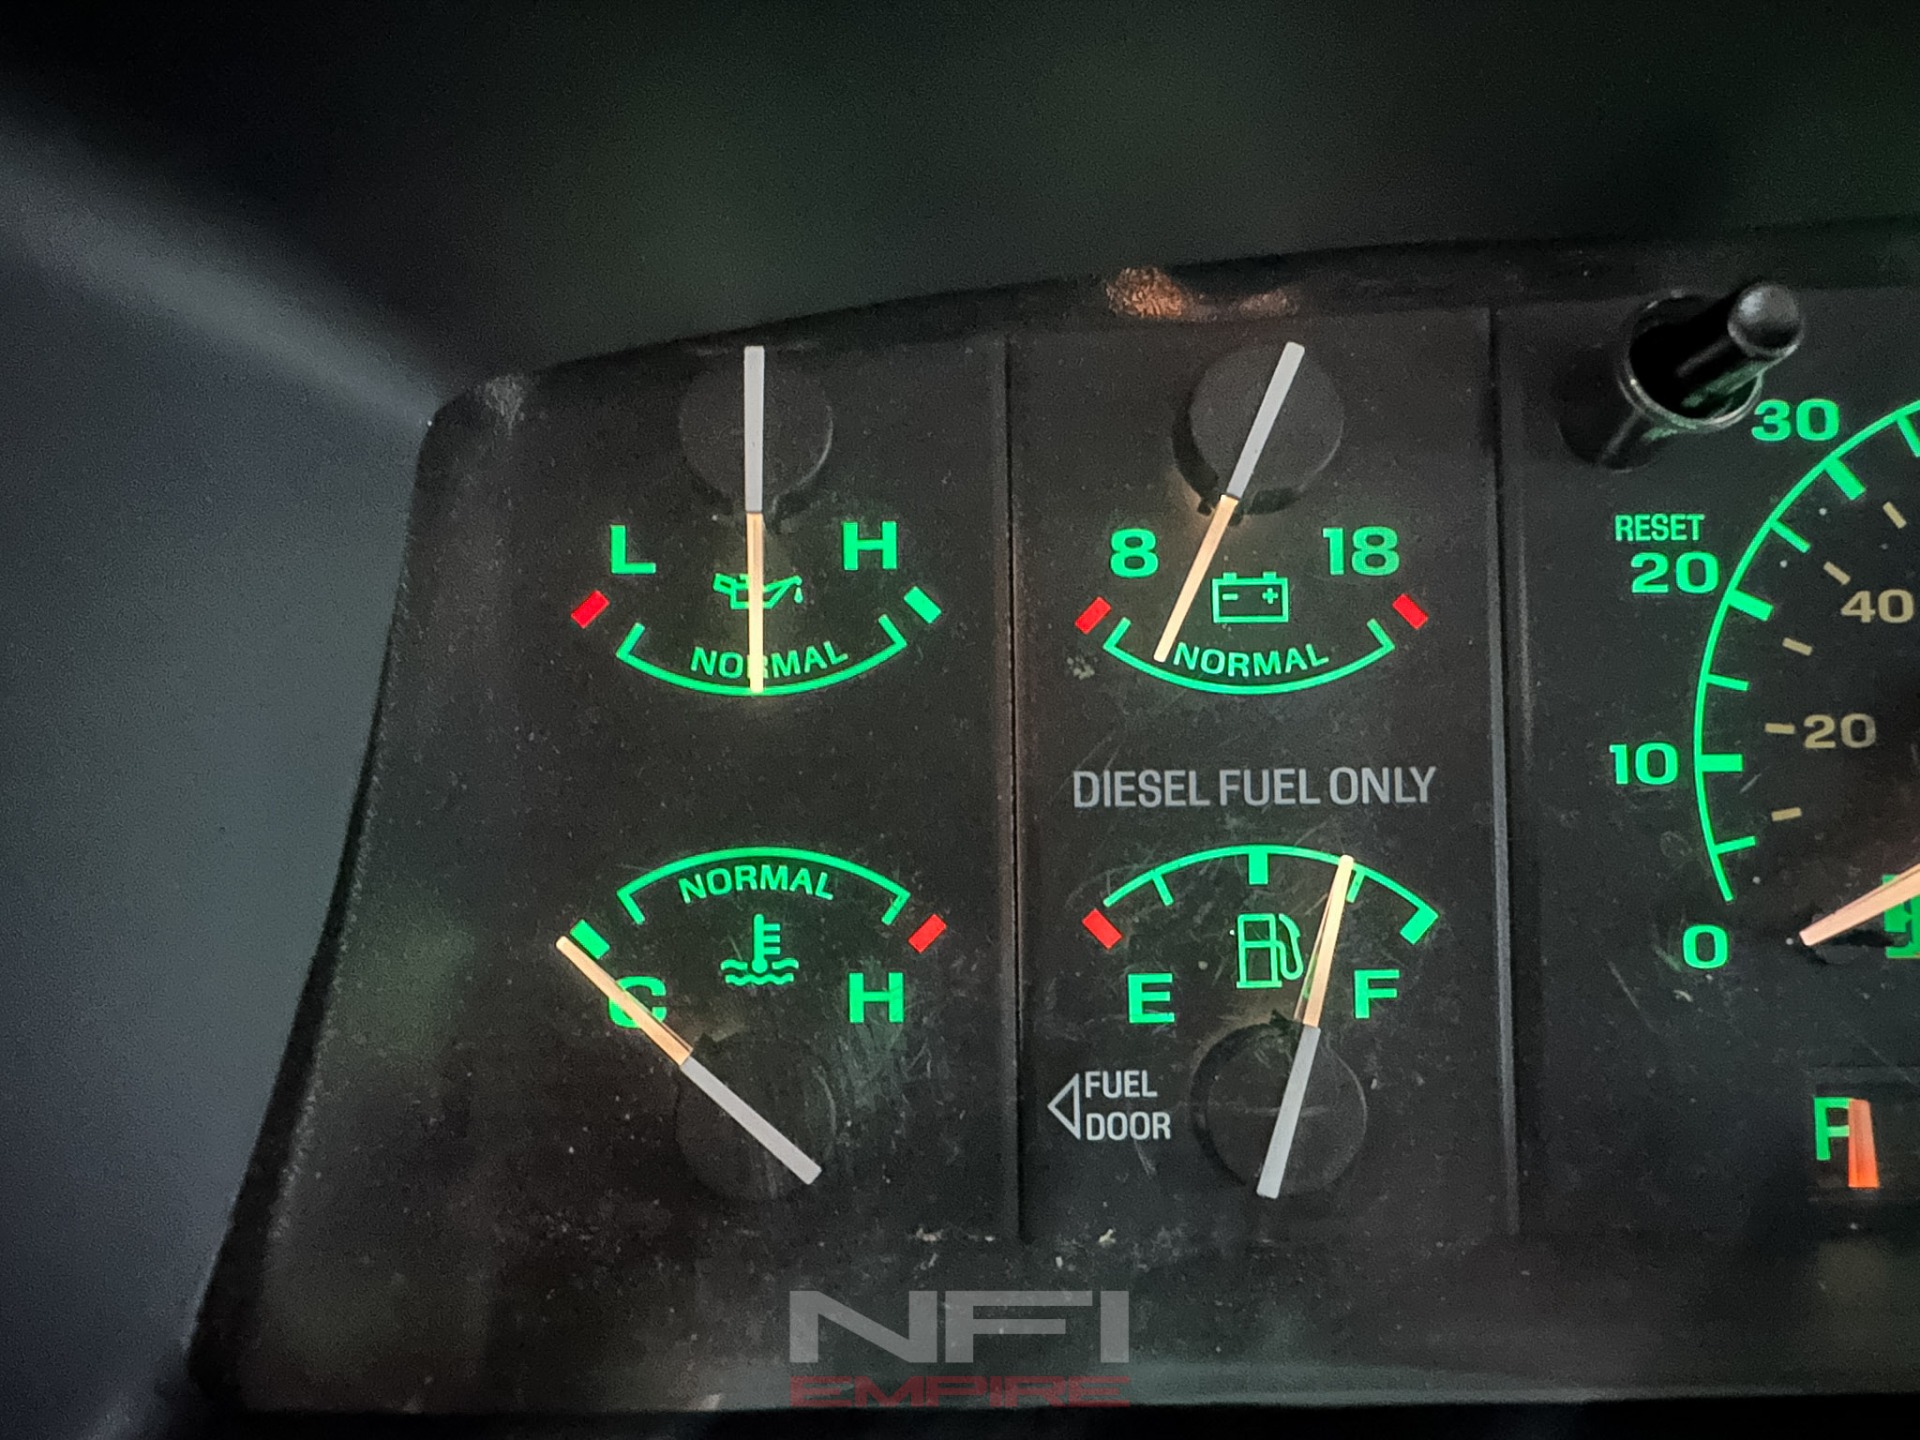 L H
NORMAL
8 18
NORMAL
30
RESET
20
40
20
10
0
NORMAL
C H
DIESEL FUEL ONLY
E F
FUEL
DOOR
P
NFI
EMPIRE